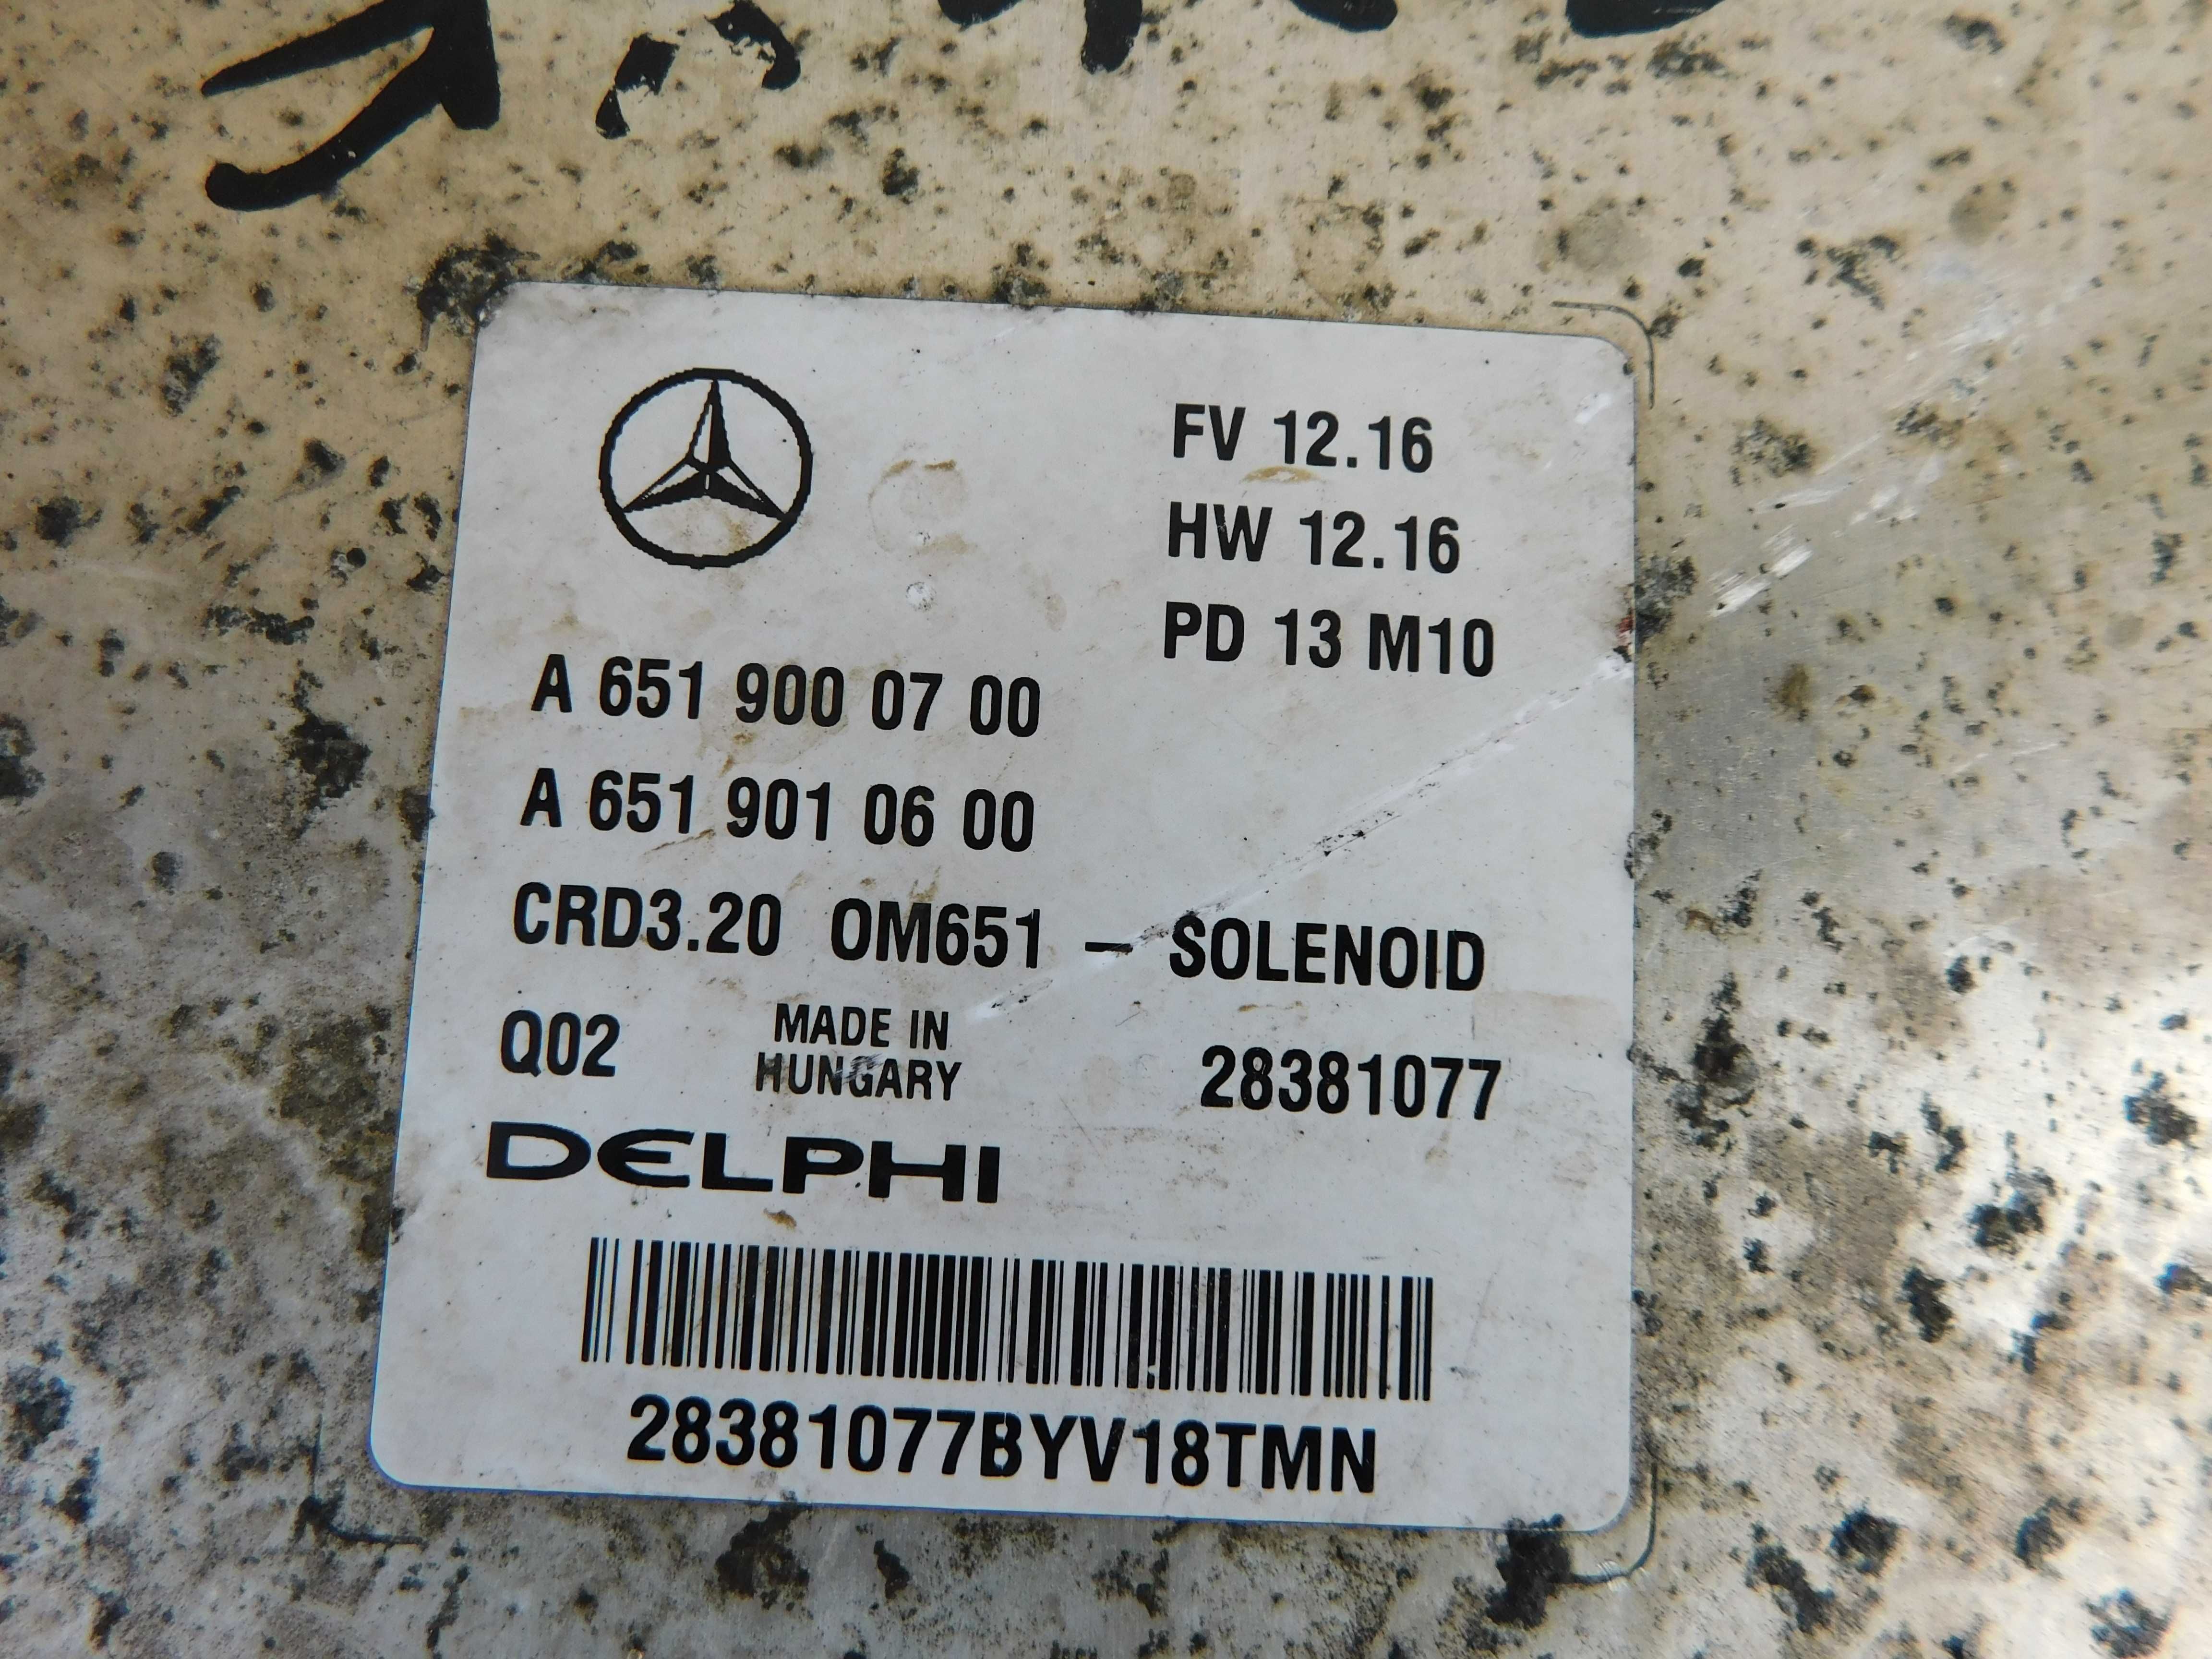 FV 12.16
HW 12.16
PD 13 M10
A 651 900 07 00
A 651 901 06 00
CRD3.20 OM651 – SOLENOID
Q02 MADE IN HUNGARY 28381077
DELPHI
28381077BYV18TMN